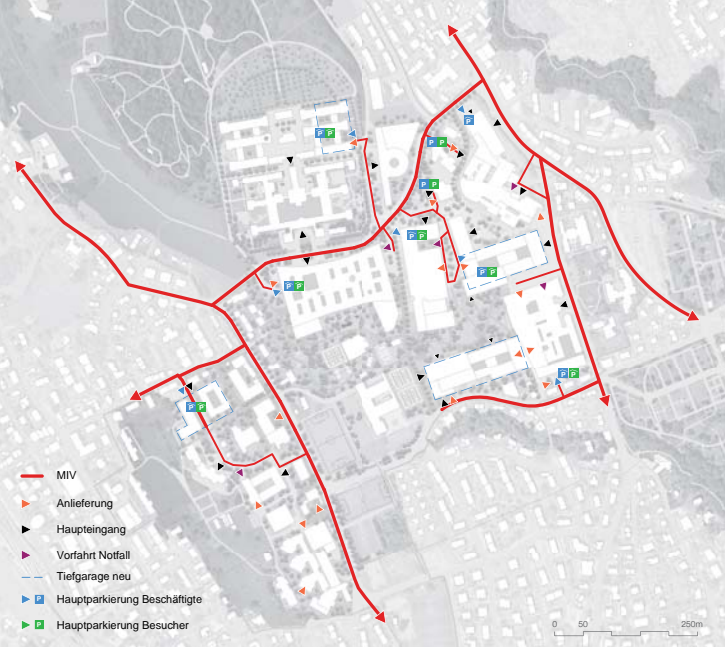 P P
P
P P
P P
P P
P P
P P
P P
P P
MIV
Anlieferung
Haupteingang
Vorfahrt Notfall
Tiefgarage neu
P Hauptparkierung Beschäftigte
P Hauptparkierung Besucher
0 50 250m